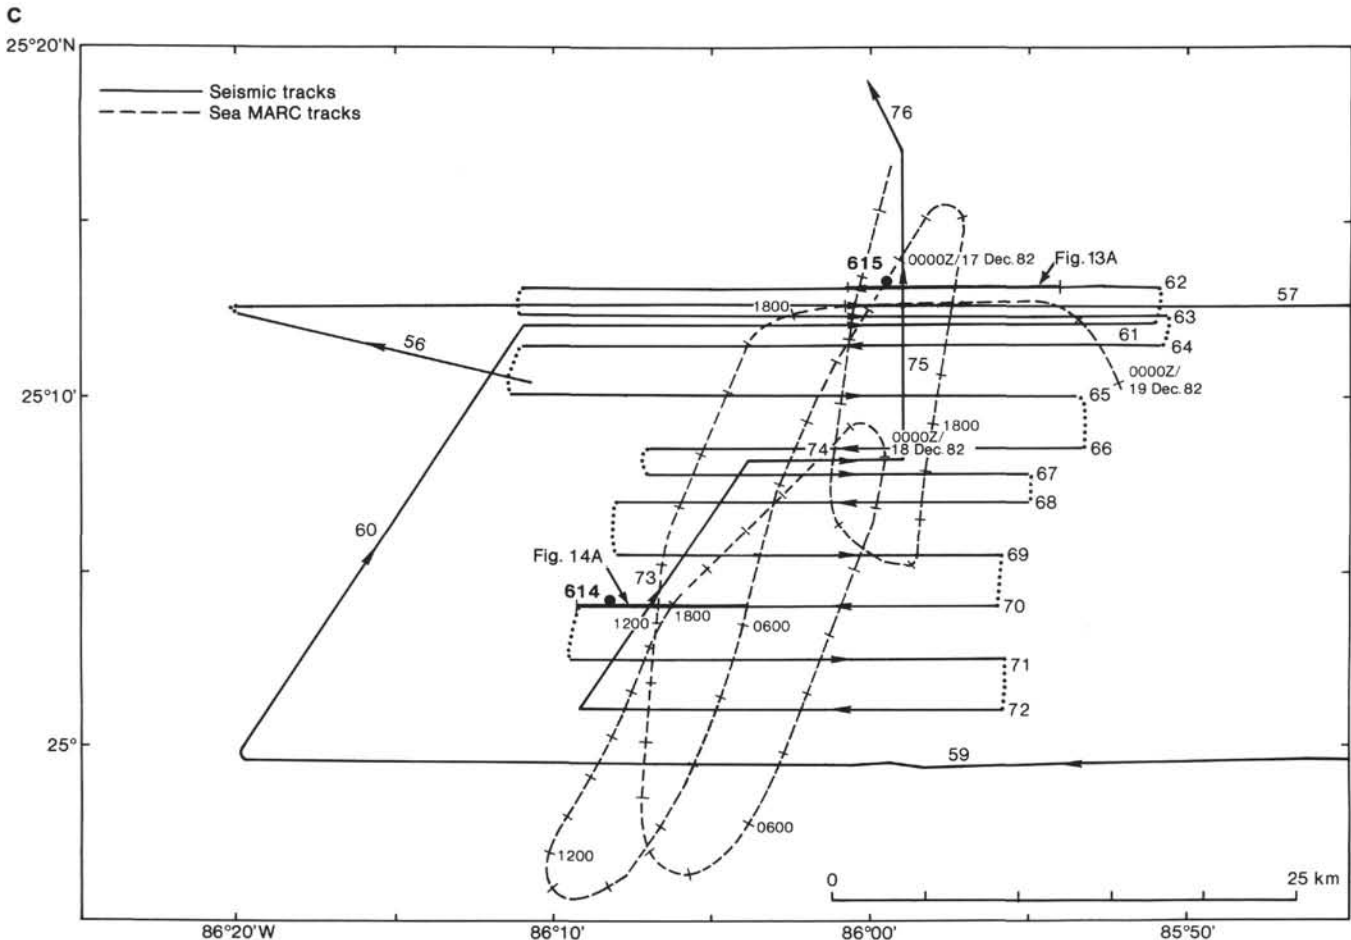 C
25°20'N
Seismic tracks
Sea MARC tracks
76
615
0000Z/17 Dec. 82
Fig. 13A
62
57
1800
63
61
64
56
75
0000Z/
19 Dec. 82
25°10'
65
1800
0000Z/
18 Dec. 82
74
66
67
68
60
69
Fig. 14A
73
614
70
1200
1800
0600
71
72
25°
59
0600
1200
0
25 km
86°20'W
86°10'
86°00'
85°50'